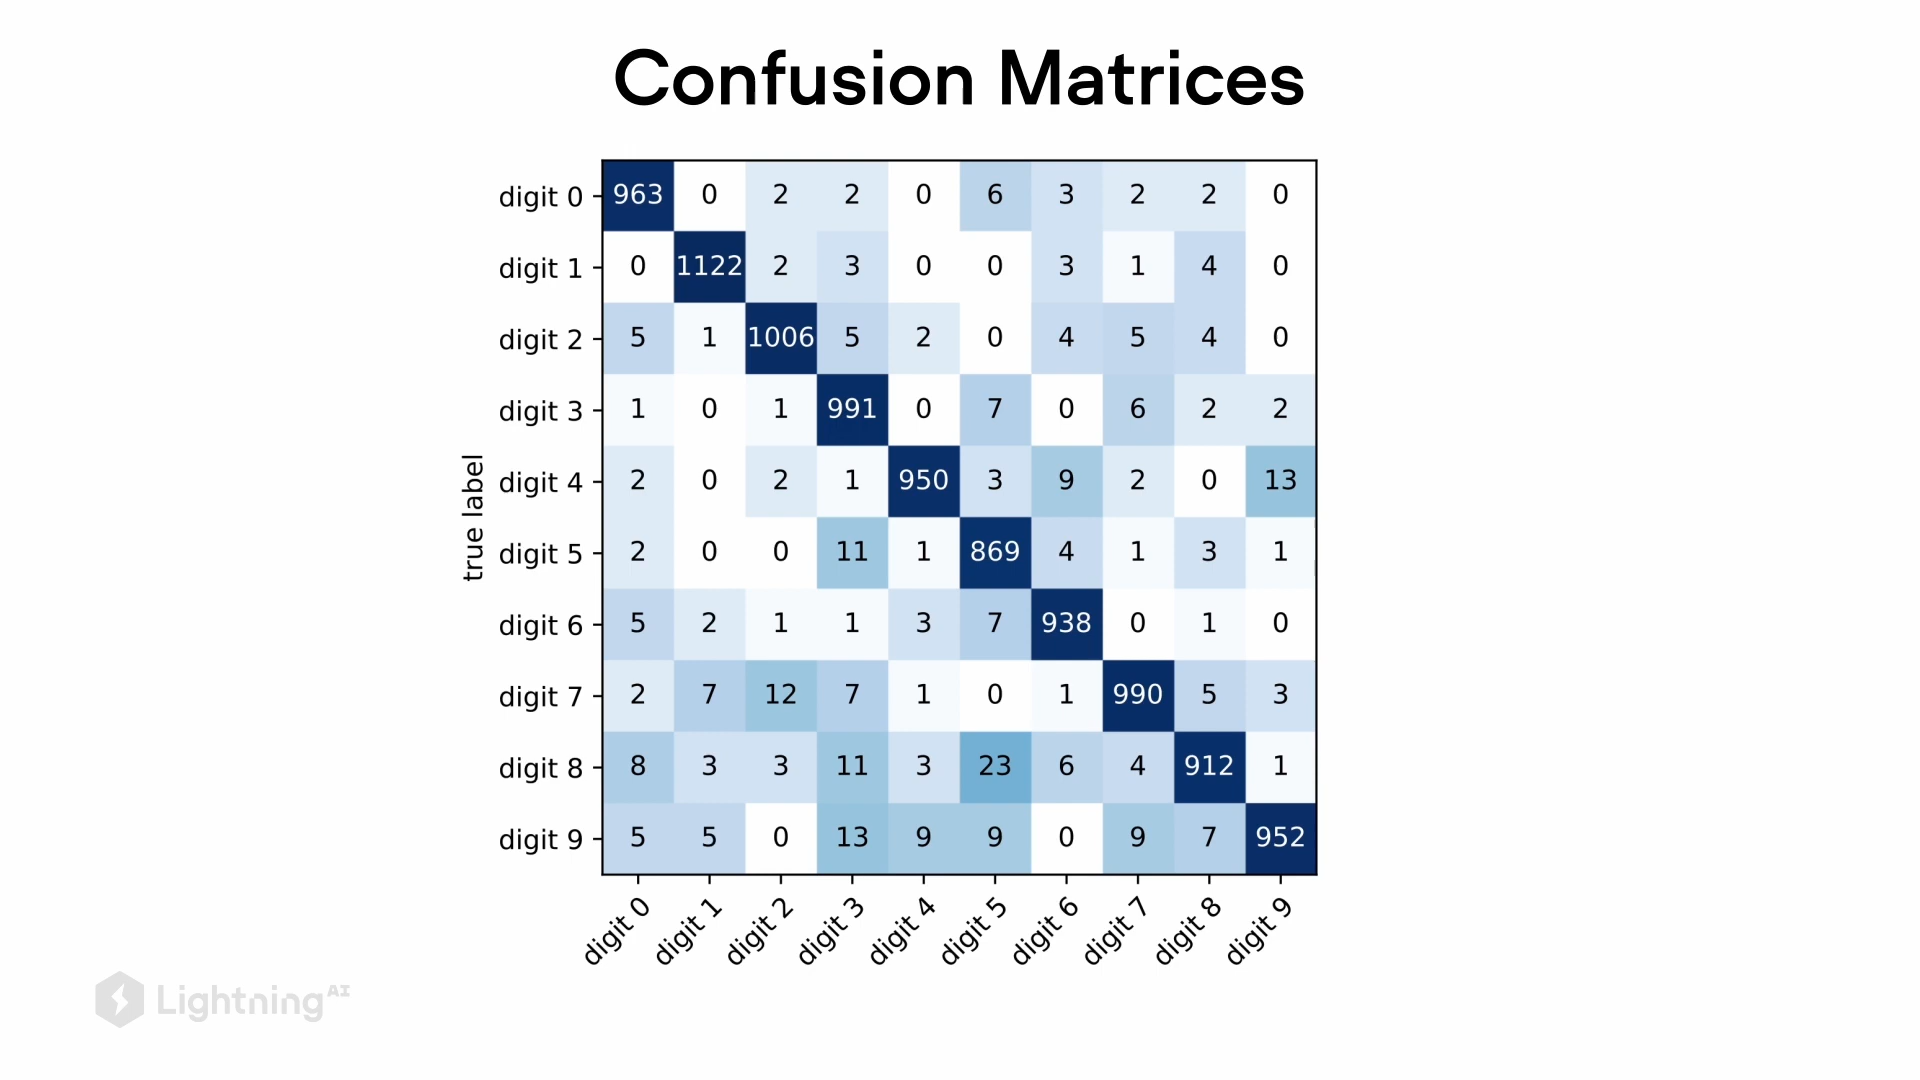 Confusion Matrices
digit 0 963 0 2 2 0 6 3 2 2 0
digit 1 0 1122 2 3 0 0 3 1 4 0
digit 2 5 1 1006 5 2 0 4 5 4 0
digit 3 1 0 1 991 0 7 0 6 2 2
digit 4 2 0 2 1 950 3 9 2 0 13
true label
digit 5 2 0 0 11 1 869 4 1 3 1
digit 6 5 2 1 1 3 7 938 0 1 0
digit 7 2 7 12 7 1 0 1 990 5 3
digit 8 8 3 3 11 3 23 6 4 912 1
digit 9 5 5 0 13 9 9 0 9 7 952
digit 0 digit 1 digit 2 digit 3 digit 4 digit 5 digit 6 digit 7 digit 8 digit 9
Lightning AI